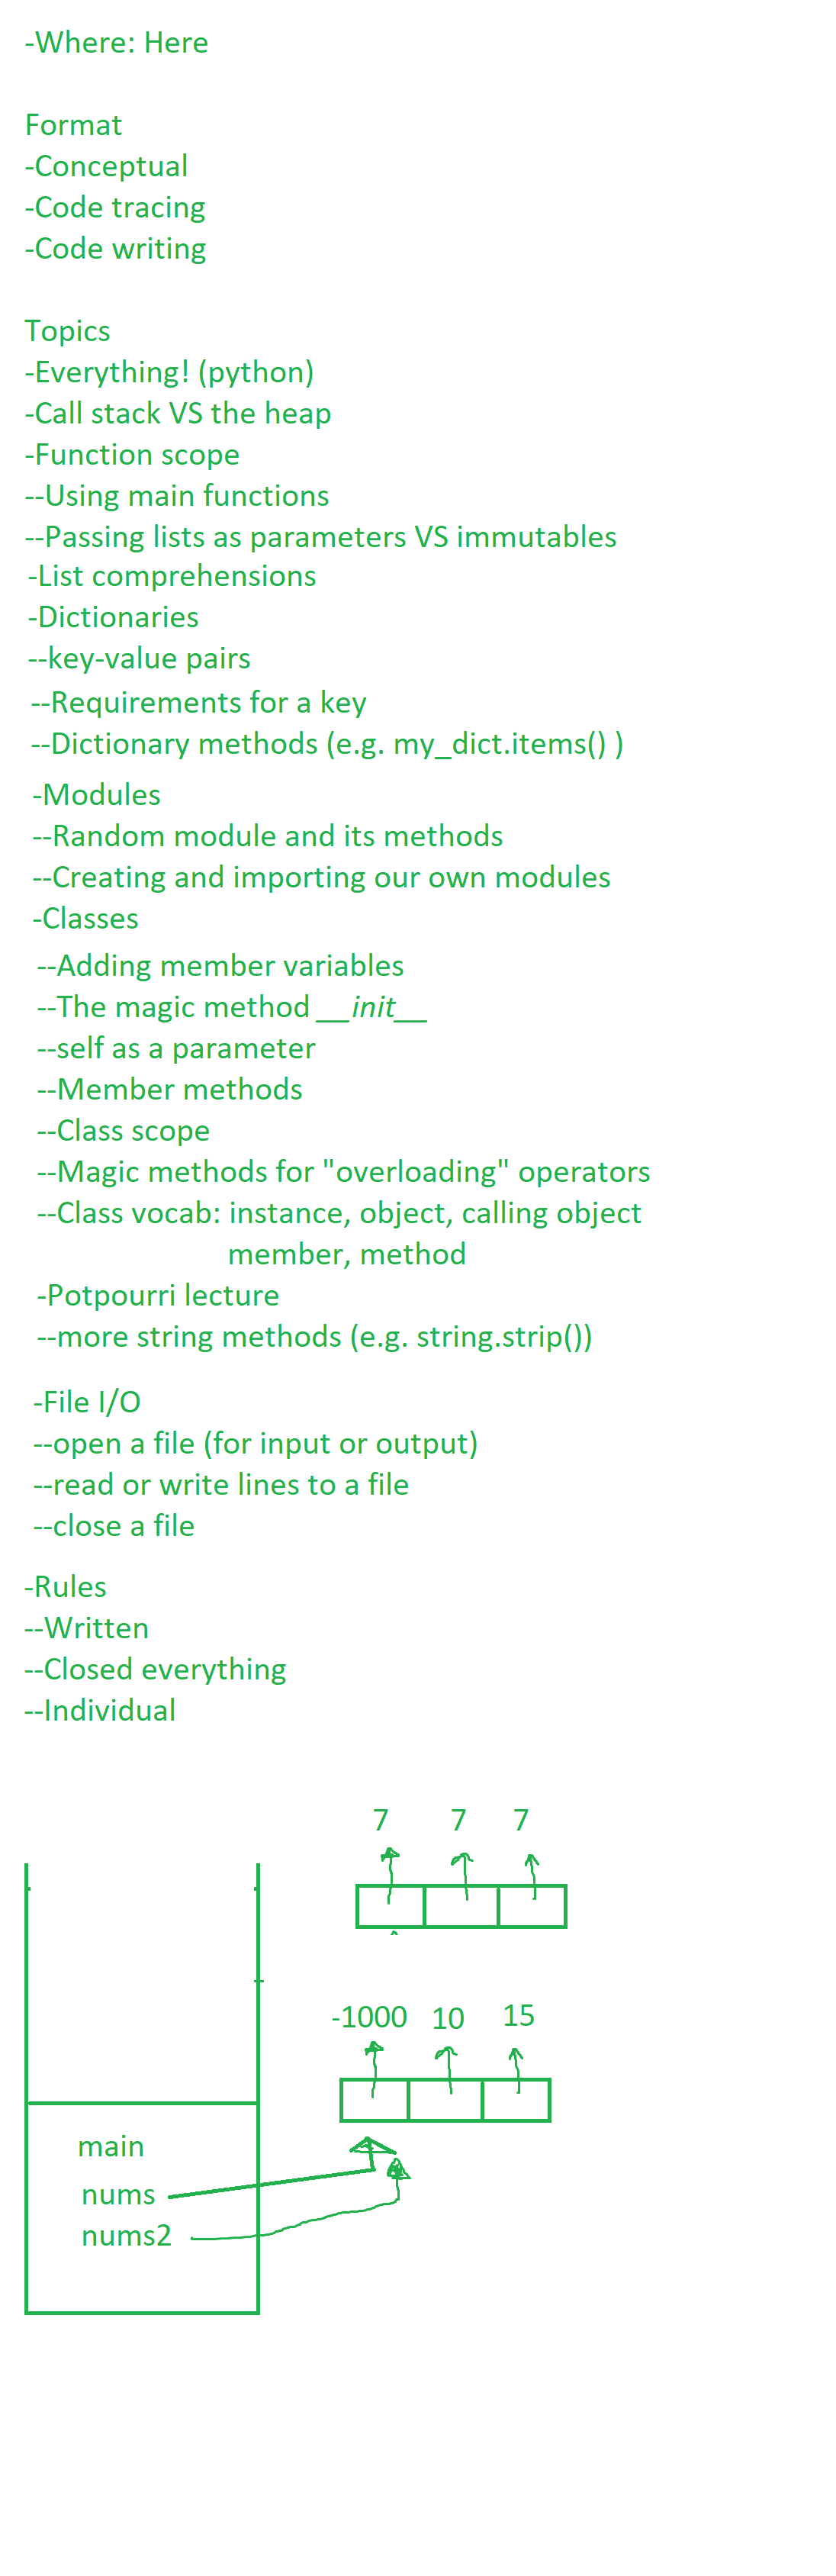 -Where: Here
Format
-Conceptual
-Code tracing
-Code writing
Topics
-Everything! (python)
-Call stack VS the heap
-Function scope
--Using main functions
--Passing lists as parameters VS immutables
-List comprehensions
-Dictionaries
--key-value pairs
--Requirements for a key
--Dictionary methods (e.g. my_dict.items() )
-Modules
--Random module and its methods
--Creating and importing our own modules
-Classes
--Adding member variables
--The magic method __init__
--self as a parameter
--Member methods
--Class scope
--Magic methods for "overloading" operators
--Class vocab: instance, object, calling object
member, method
-Potpourri lecture
--more string methods (e.g. string.strip())
-File I/O
--open a file (for input or output)
--read or write lines to a file
--close a file
-Rules
--Written
--Closed everything
--Individual
7 7 7
-1000 10 15
main
nums
nums2